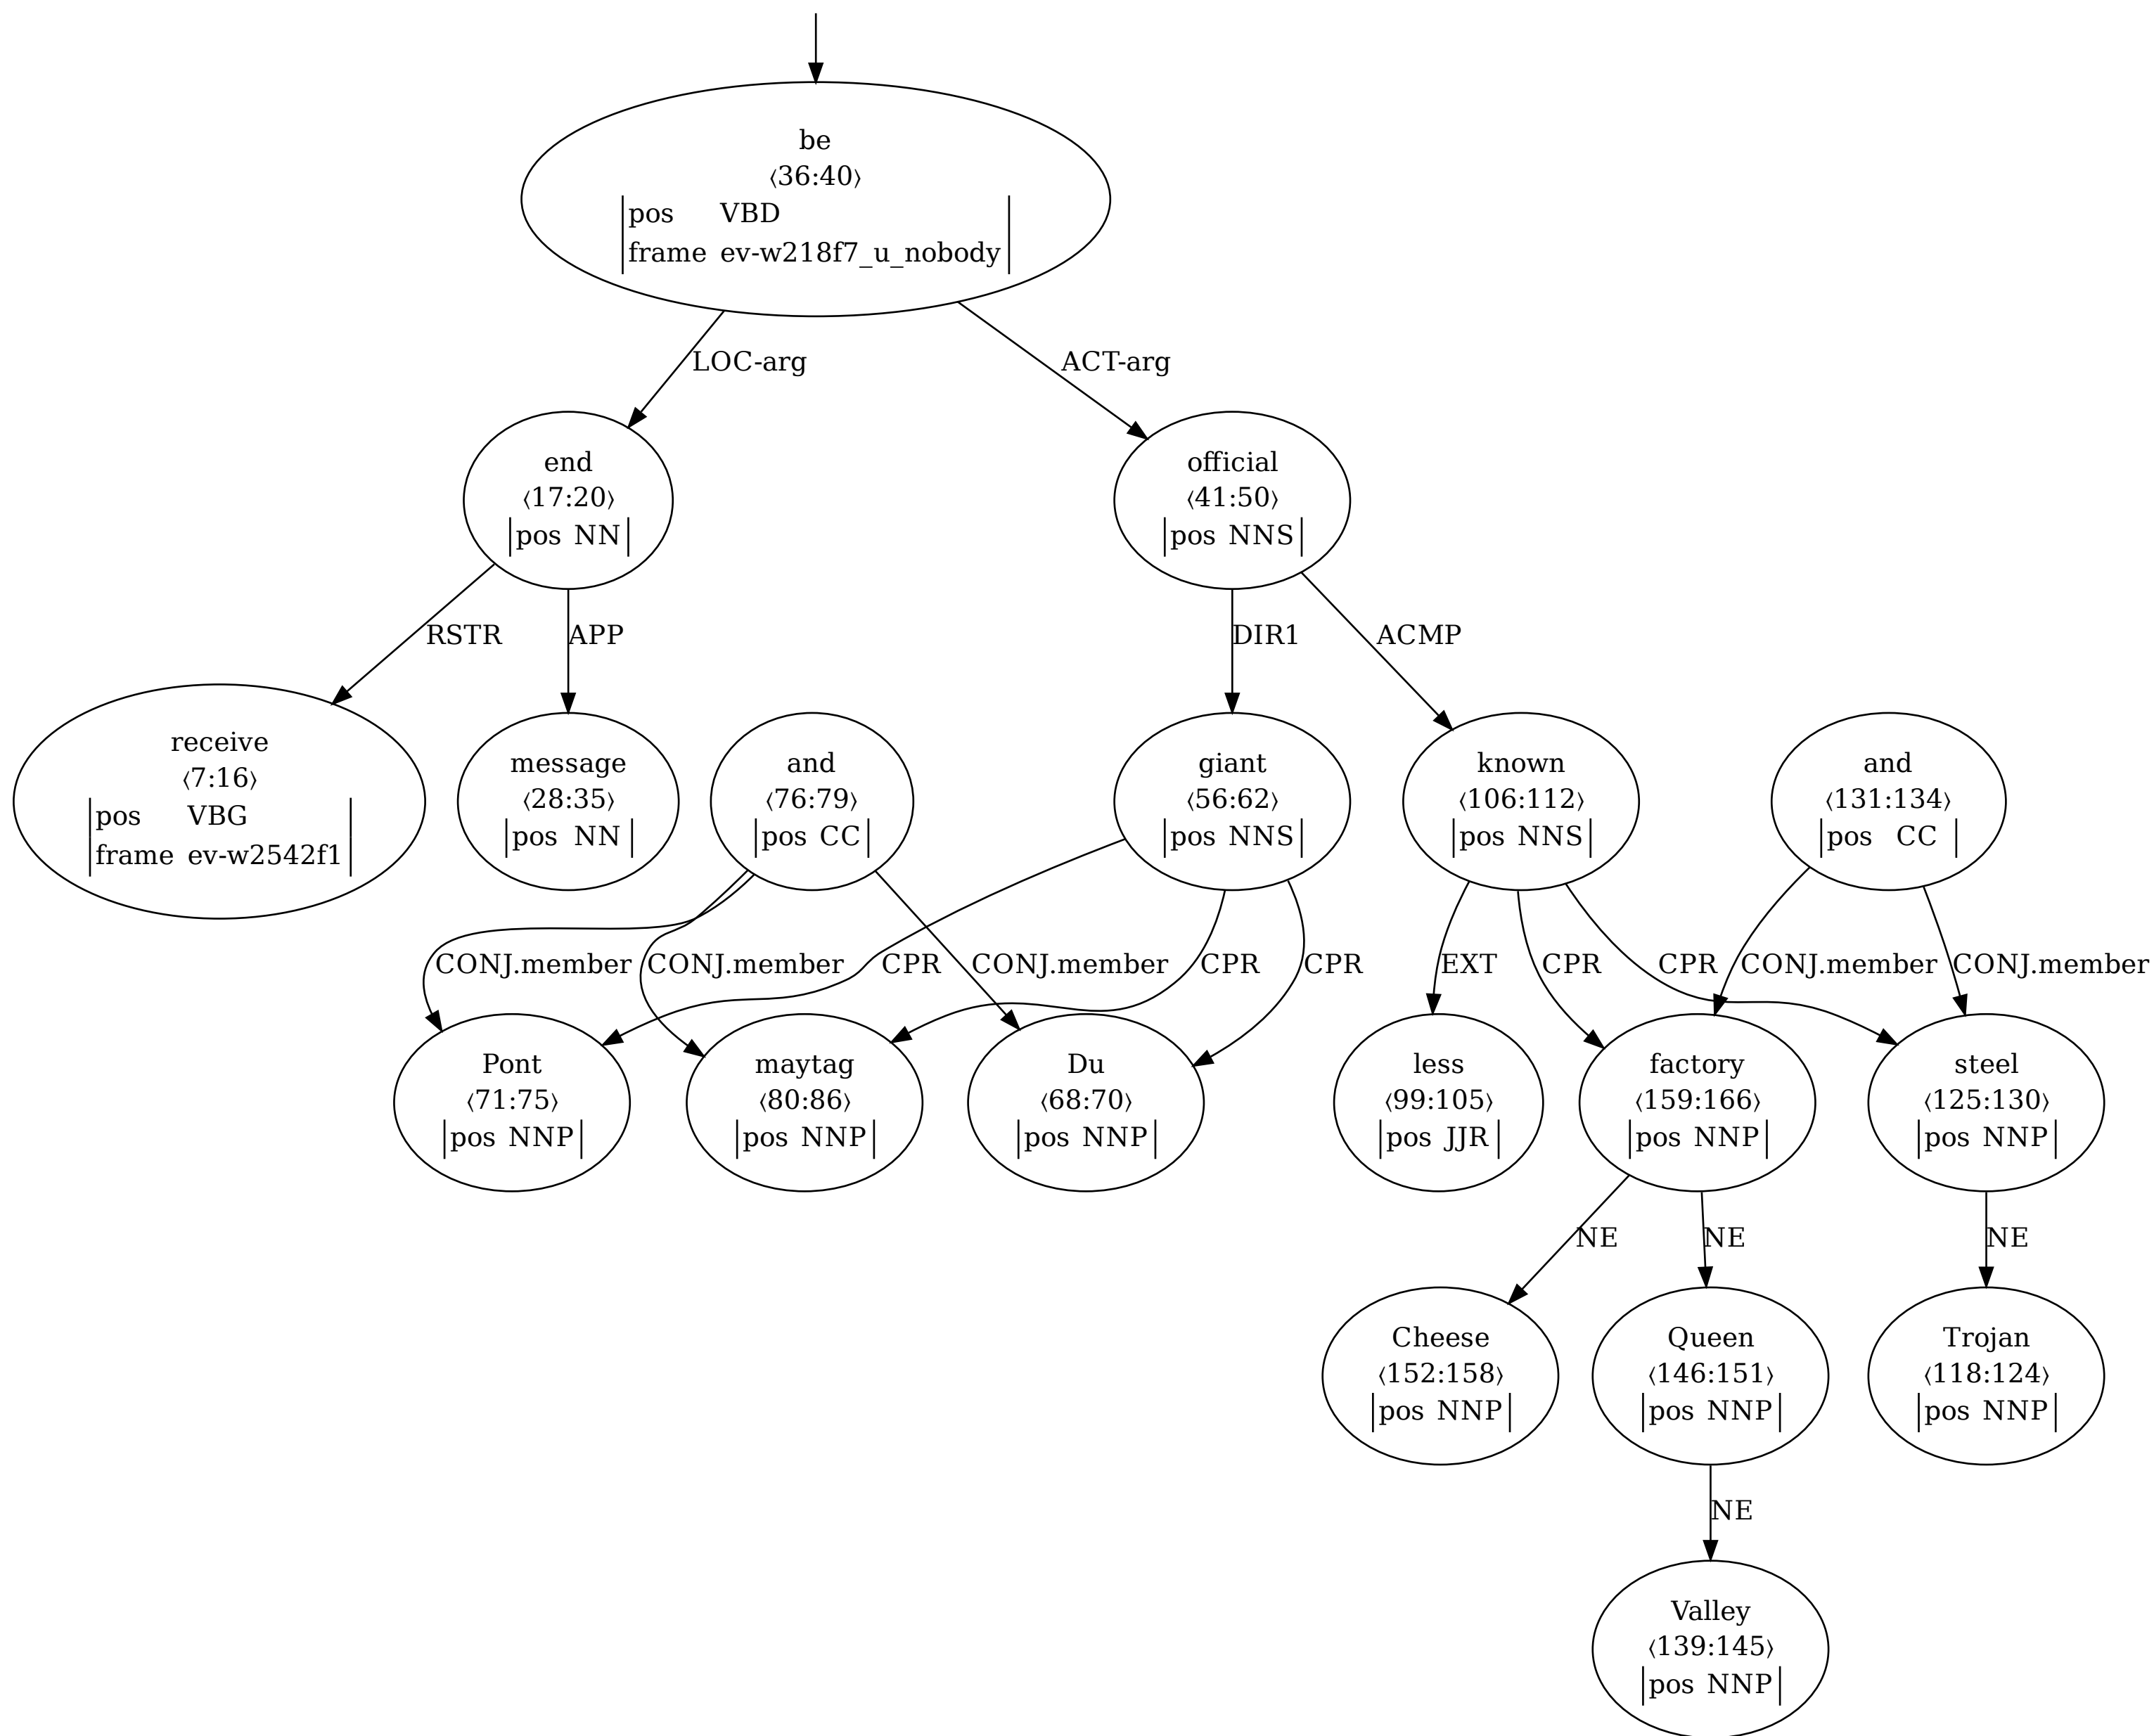 be
⟨36:40⟩
pos VBD
frame ev-w218f7_u_nobody
LOC-arg
ACT-arg
end
⟨17:20⟩
pos NN
official
⟨41:50⟩
pos NNS
RSTR
APP
DIR1
ACMP
receive
⟨7:16⟩
pos VBG
frame ev-w2542f1
message
⟨28:35⟩
pos NN
and
⟨76:79⟩
pos CC
giant
⟨56:62⟩
pos NNS
known
⟨106:112⟩
pos NNS
and
⟨131:134⟩
pos CC
CONJ.member
CONJ.member
CPR
CONJ.member
CPR
CPR
EXT
CPR
CPR
CONJ.member
CONJ.member
Pont
⟨71:75⟩
pos NNP
maytag
⟨80:86⟩
pos NNP
Du
⟨68:70⟩
pos NNP
less
⟨99:105⟩
pos JJR
factory
⟨159:166⟩
pos NNP
steel
⟨125:130⟩
pos NNP
NE
NE
NE
Cheese
⟨152:158⟩
pos NNP
Queen
⟨146:151⟩
pos NNP
Trojan
⟨118:124⟩
pos NNP
NE
Valley
⟨139:145⟩
pos NNP